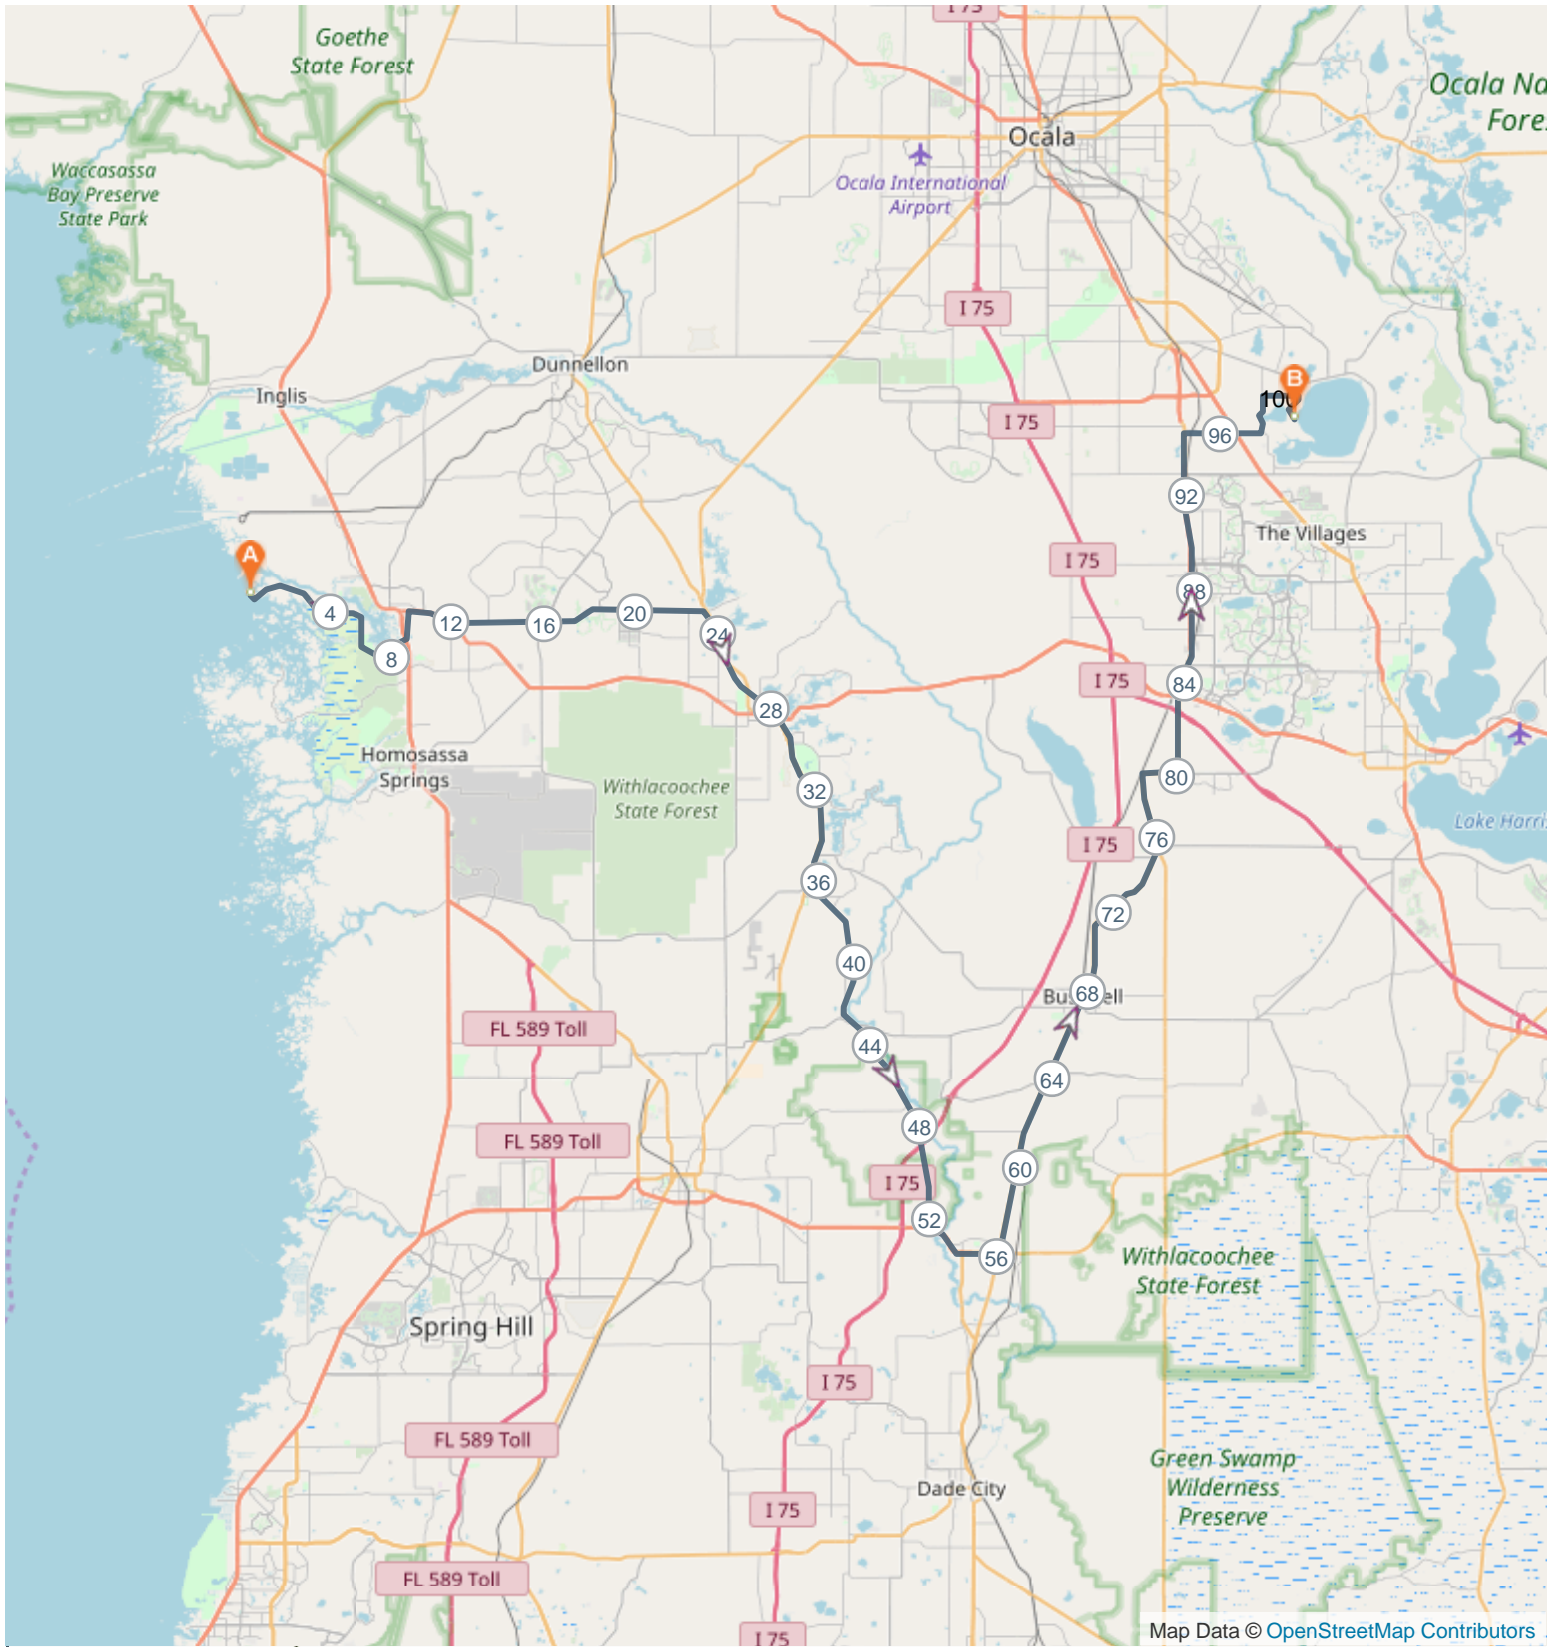 I 75
Goethe
State Forest
Ocala Na
Fore
Ocala
Waccasassa
Bay Preserve
State Park
Ocala International
Airport
I 75
Dunnellon
Inglis
B
100
I 75
96
92
The Villages
A
I 75
88
4
12
16
20
24
8
I 75
84
28
Homosassa
Springs
Withlacoochee
State Forest
32
80
Lake Harri
76
I 75
36
72
40
68
FL 589 Toll
44
64
48
FL 589 Toll
60
I 75
52
56
Withlacoochee
State Forest
Spring Hill
I 75
FL 589 Toll
Green Swamp
Wilderness
Preserve
Dade City
I 75
FL 589 Toll
I 75
Map Data © OpenStreetMap Contributors